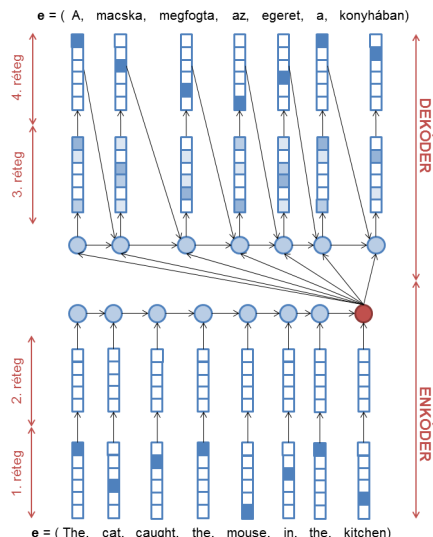 e = ( A, macska, megfogta, az, egeret, a, konyhában)
4. réteg
3. réteg
DEKÓDER
2. réteg
1. réteg
ENKÓDER
e = ( The, cat, caught, the, mouse, in, the, kitchen)